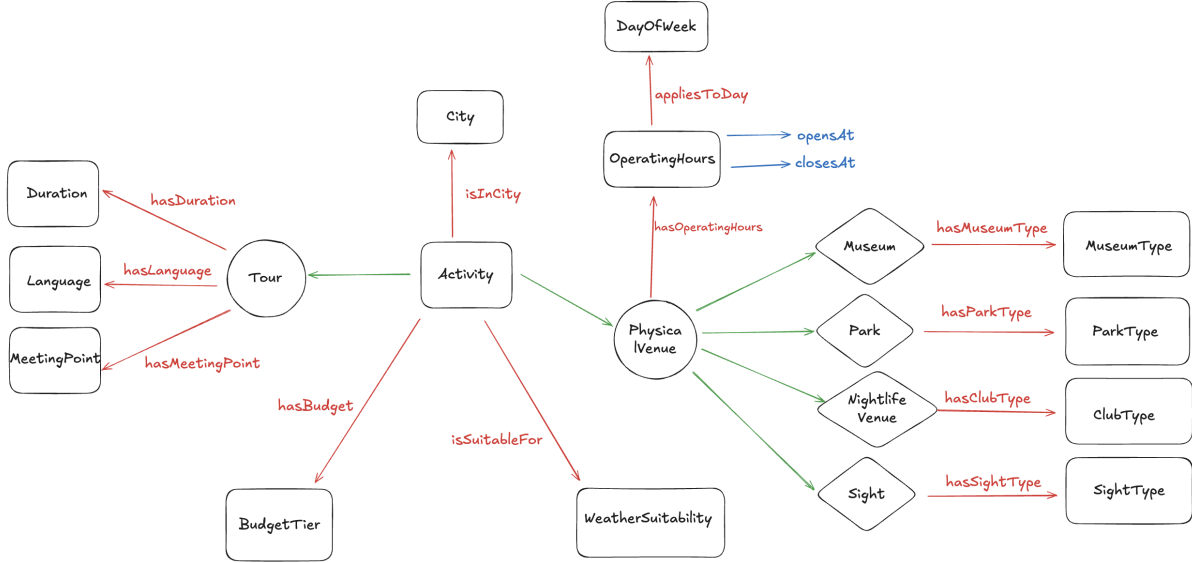 DayOfWeek
appliesToDay
City
opensAt
OperatingHours
closesAt
Duration
hasDuration
isInCity
hasOperatingHours
hasMuseumType
Museum
MuseumType
hasLanguage
Language
Tour
Activity
hasParkType
Physica
lVenue
Park
ParkType
MeetingPoint
hasMeetingPoint
hasBudget
Nightlife
Venue
hasClubType
ClubType
isSuitableFor
hasSightType
Sight
SightType
BudgetTier
WeatherSuitability